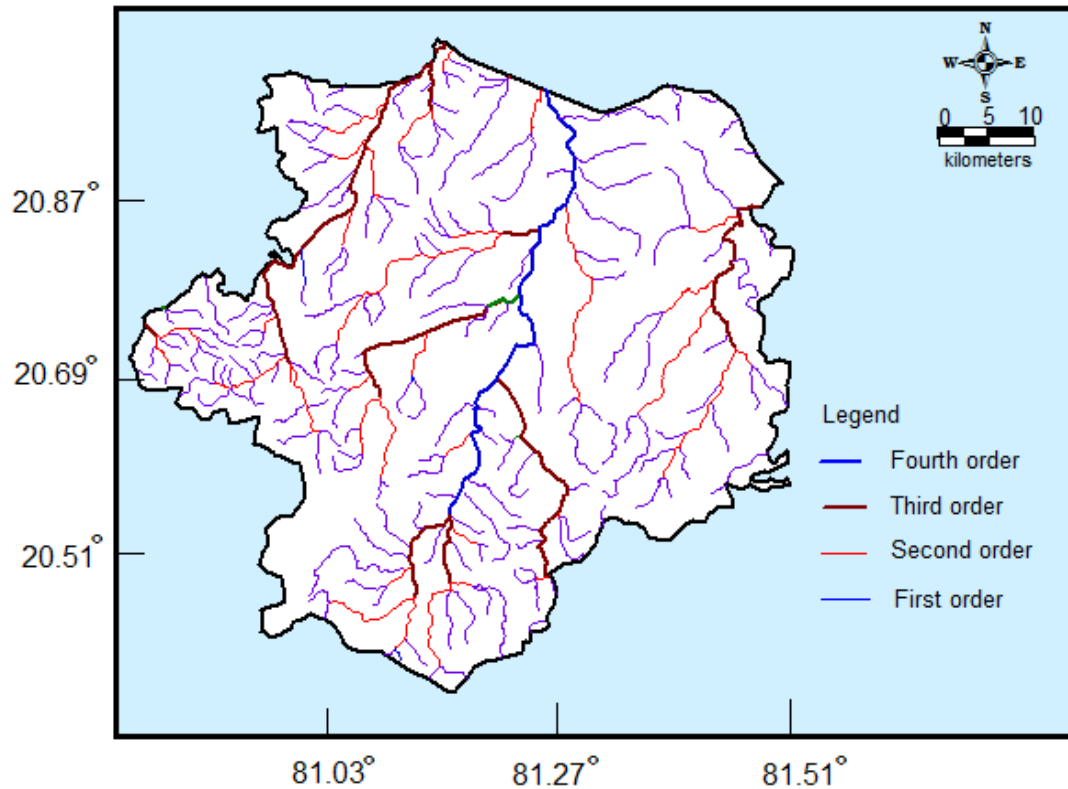 N
W E
S
0 5 10
kilometers
20.87°
20.69°
20.51°
Legend
Fourth order
Third order
Second order
First order
81.03° 81.27° 81.51°